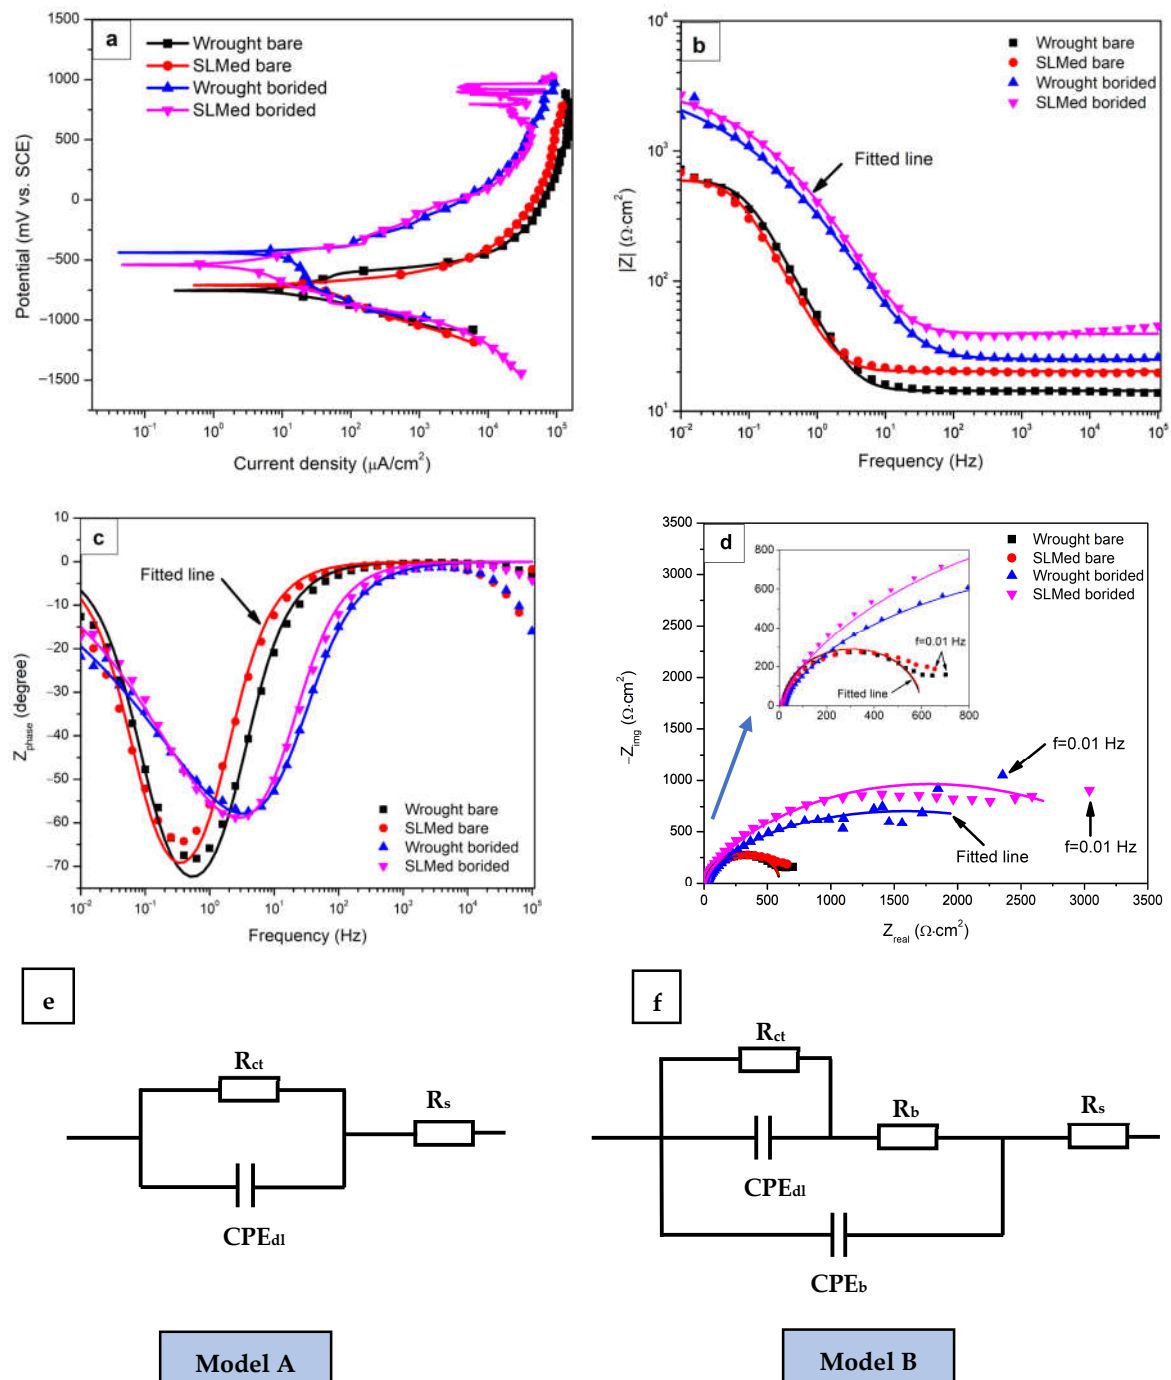 a
Wrought bare
SLMed bare
Wrought borided
SLMed borided
1500
1000
500
0
−500
−1000
−1500
Potential (mV vs. SCE)
10⁻¹ 10⁰ 10¹ 10² 10³ 10⁴ 10⁵
Current density (μA/cm²)
b
Wrought bare
SLMed bare
Wrought borided
SLMed borided
Fitted line
10⁴
10³
10²
10¹
|Z| (Ω·cm²)
10⁻² 10⁻¹ 10⁰ 10¹ 10² 10³ 10⁴ 10⁵
Frequency (Hz)
c
Fitted line
10
0
−10
−20
−30
−40
−50
−60
−70
Zphase (degree)
Wrought bare
SLMed bare
Wrought borided
SLMed borided
10⁻² 10⁻¹ 10⁰ 10¹ 10² 10³ 10⁴ 10⁵
Frequency (Hz)
d
Wrought bare
SLMed bare
Wrought borided
SLMed borided
3500
3000
2500
2000
1500
1000
500
0
−Zimg (Ω·cm²)
800
600
400
200
0
0 200 400 600 800
f=0.01 Hz
Fitted line
f=0.01 Hz
Fitted line
f=0.01 Hz
0 500 1000 1500 2000 2500 3000 3500
Zreal (Ω·cm²)
e
Rct
Rs
CPEdl
Model A
f
Rct
Rb
Rs
CPEdl
CPEb
Model B